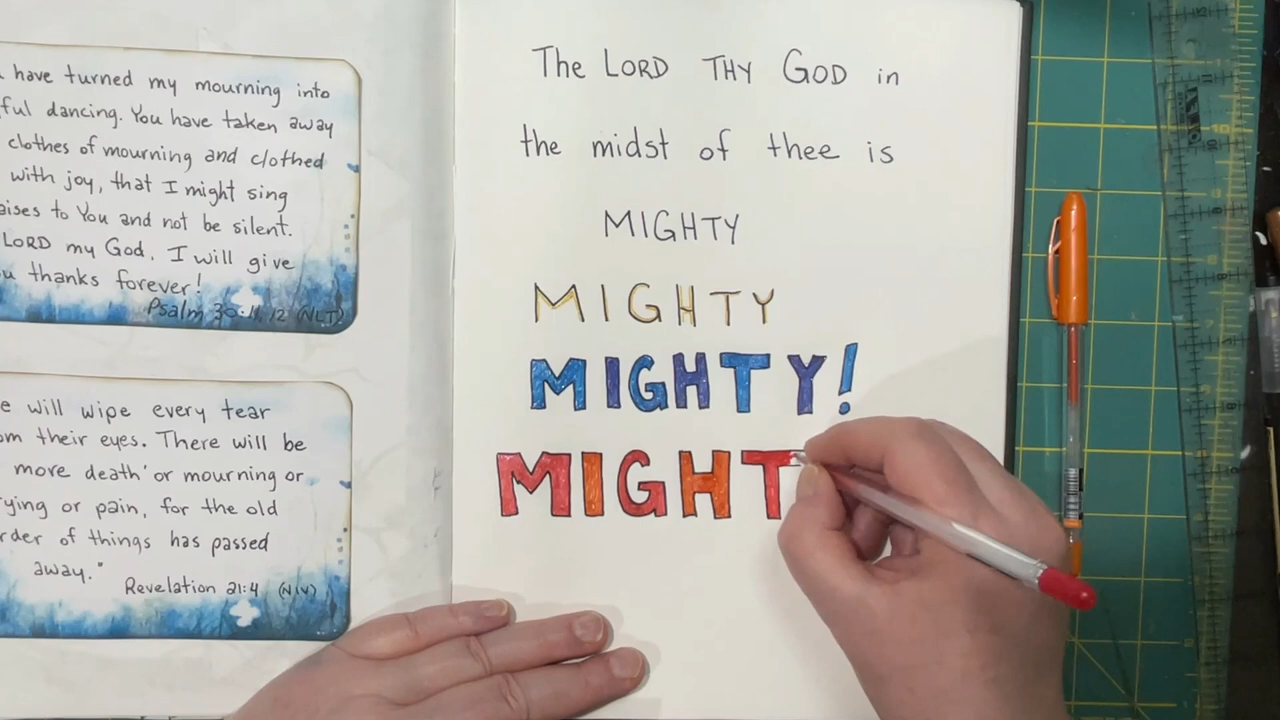 have turned my mourning into
ful dancing. You have taken away
clothes of mourning and clothed
with joy, that I might sing
aises to You and not be silent.
LORD my God, I will give
u thanks forever!
Psalm 30:11, 12 (NLT)
e will wipe every tear
om their eyes. There will be
more death' or mourning or
rying or pain, for the old
rder of things has passed
away."
Revelation 21:4 (NIV)
The LORD THY GOD in
the midst of thee is
MIGHTY
MIGHTY
MIGHTY!
MIGHT